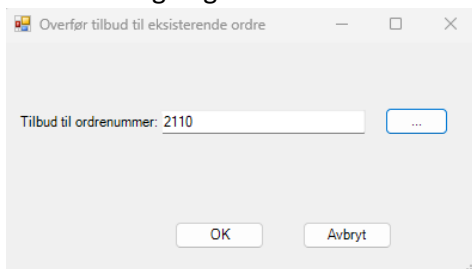 Overfør tilbud til eksisterende ordre
Tilbud til ordrenummer: 2110 ...
OK Avbryt